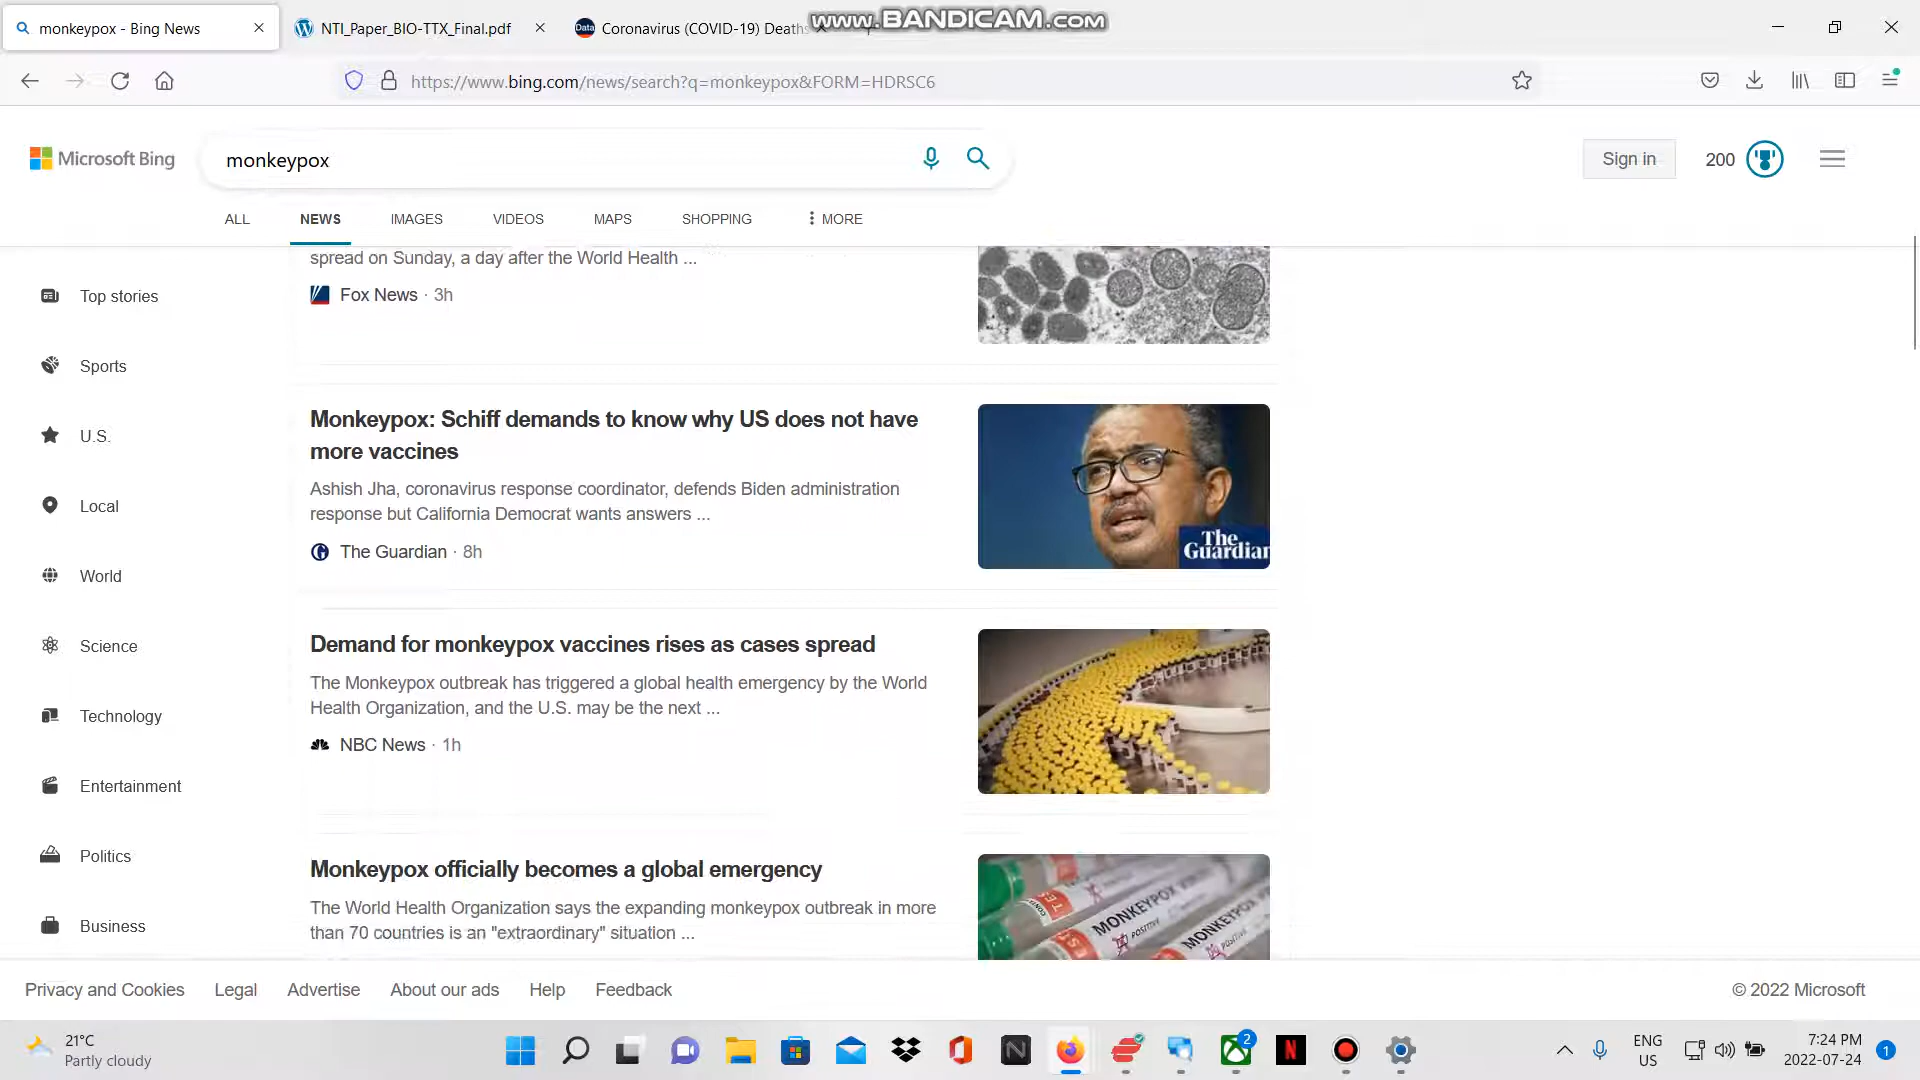 monkeypox - Bing News
NTI_Paper_BIO-TTX_Final.pdf
Coronavirus (COVID-19) Deaths
www.BANDICAM.com
https://www.bing.com/news/search?q=monkeypox&FORM=HDRSC6
Microsoft Bing
monkeypox
Sign in
200
ALL
NEWS
IMAGES
VIDEOS
MAPS
SHOPPING
MORE
Top stories
Sports
U.S.
Local
World
Science
Technology
Entertainment
Politics
Business
spread on Sunday, a day after the World Health ...
Fox News · 3h
Monkeypox: Schiff demands to know why US does not have
more vaccines
Ashish Jha, coronavirus response coordinator, defends Biden administration
response but California Democrat wants answers ...
The Guardian · 8h
The
Guardian
Demand for monkeypox vaccines rises as cases spread
The Monkeypox outbreak has triggered a global health emergency by the World
Health Organization, and the U.S. may be the next ...
NBC News · 1h
Monkeypox officially becomes a global emergency
The World Health Organization says the expanding monkeypox outbreak in more
than 70 countries is an "extraordinary" situation ...
MONKEYPOX
POSITIVE
MONKEYPOX
Privacy and Cookies
Legal
Advertise
About our ads
Help
Feedback
© 2022 Microsoft
21°C
Partly cloudy
2
ENG
US
7:24 PM
2022-07-24
1